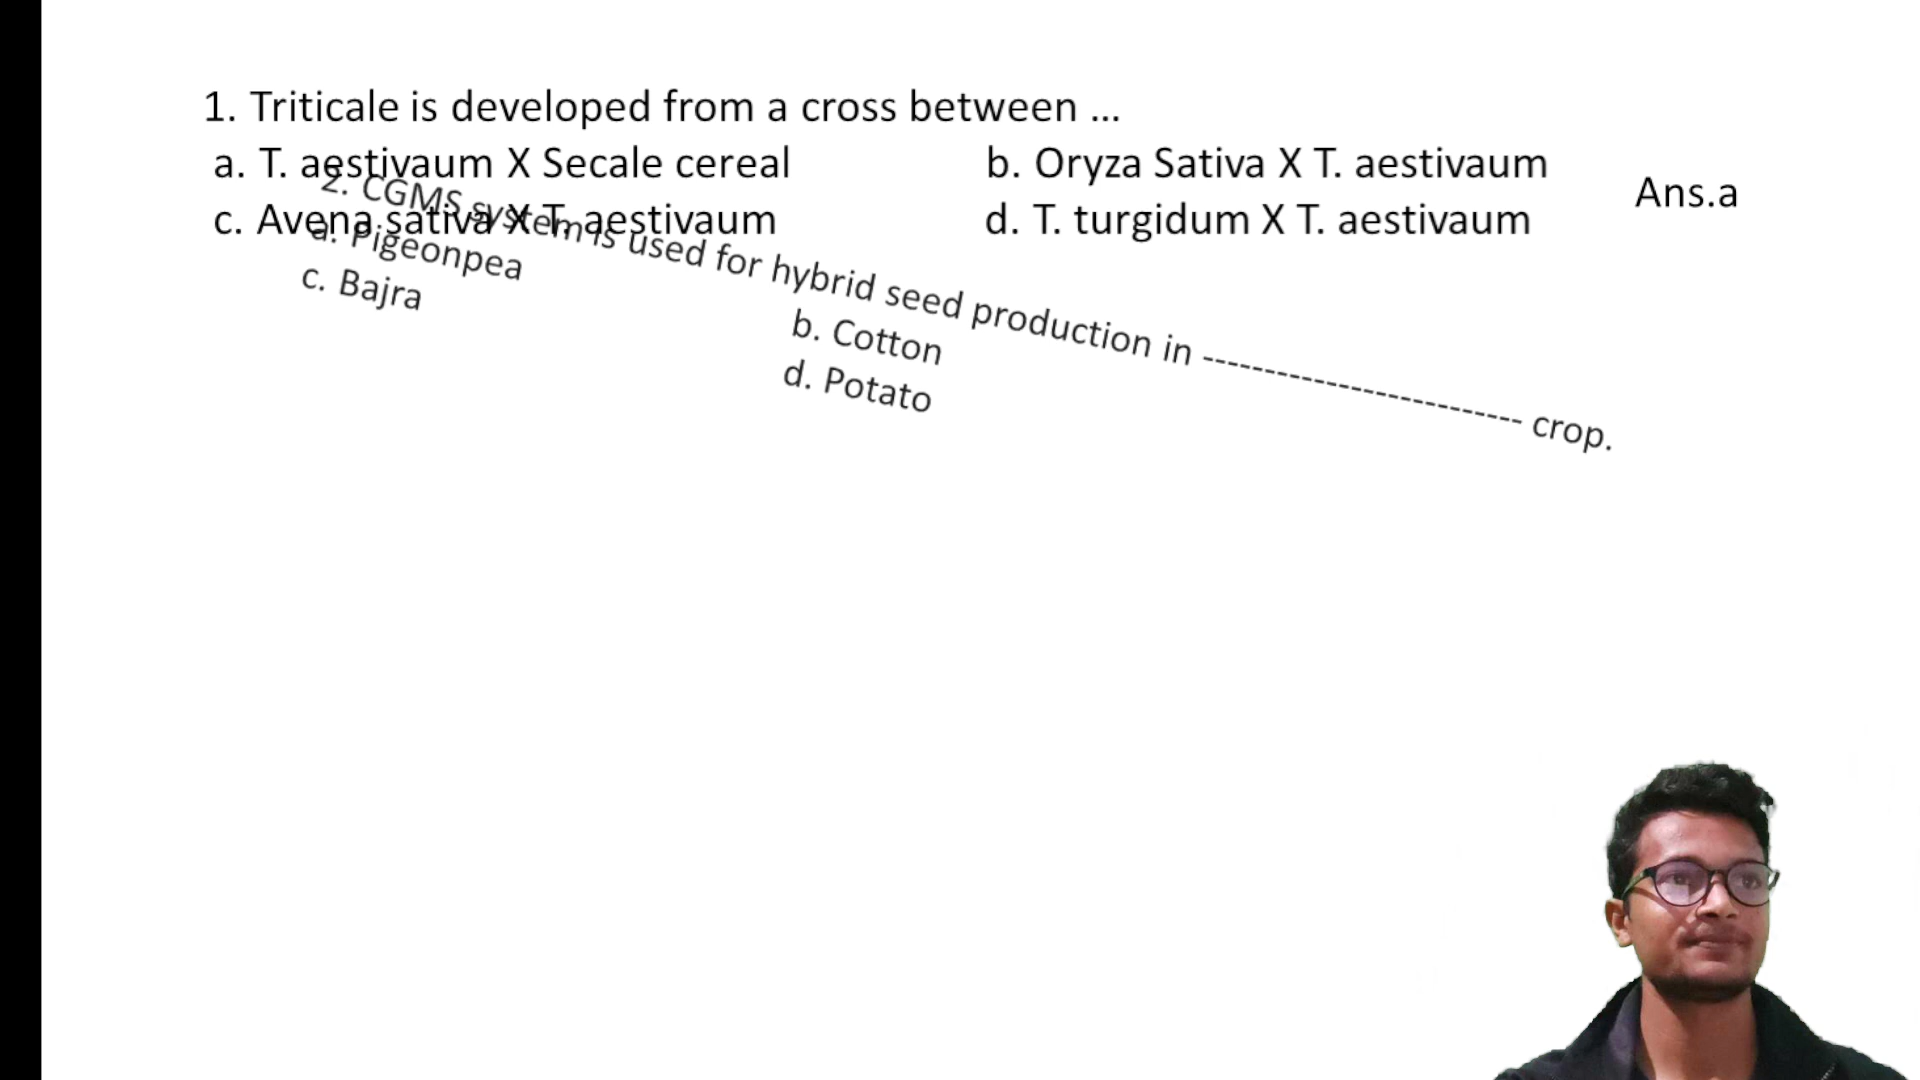 1. Triticale is developed from a cross between ...
a. T. aestivaum X Secale cereal
b. Oryza Sativa X T. aestivaum
c. Avena sativa X T. aestivaum
d. T. turgidum X T. aestivaum
Ans.a
2. CGMS system is used for hybrid seed production in ------------------------------ crop.
a. Pigeonpea
b. Cotton
c. Bajra
d. Potato